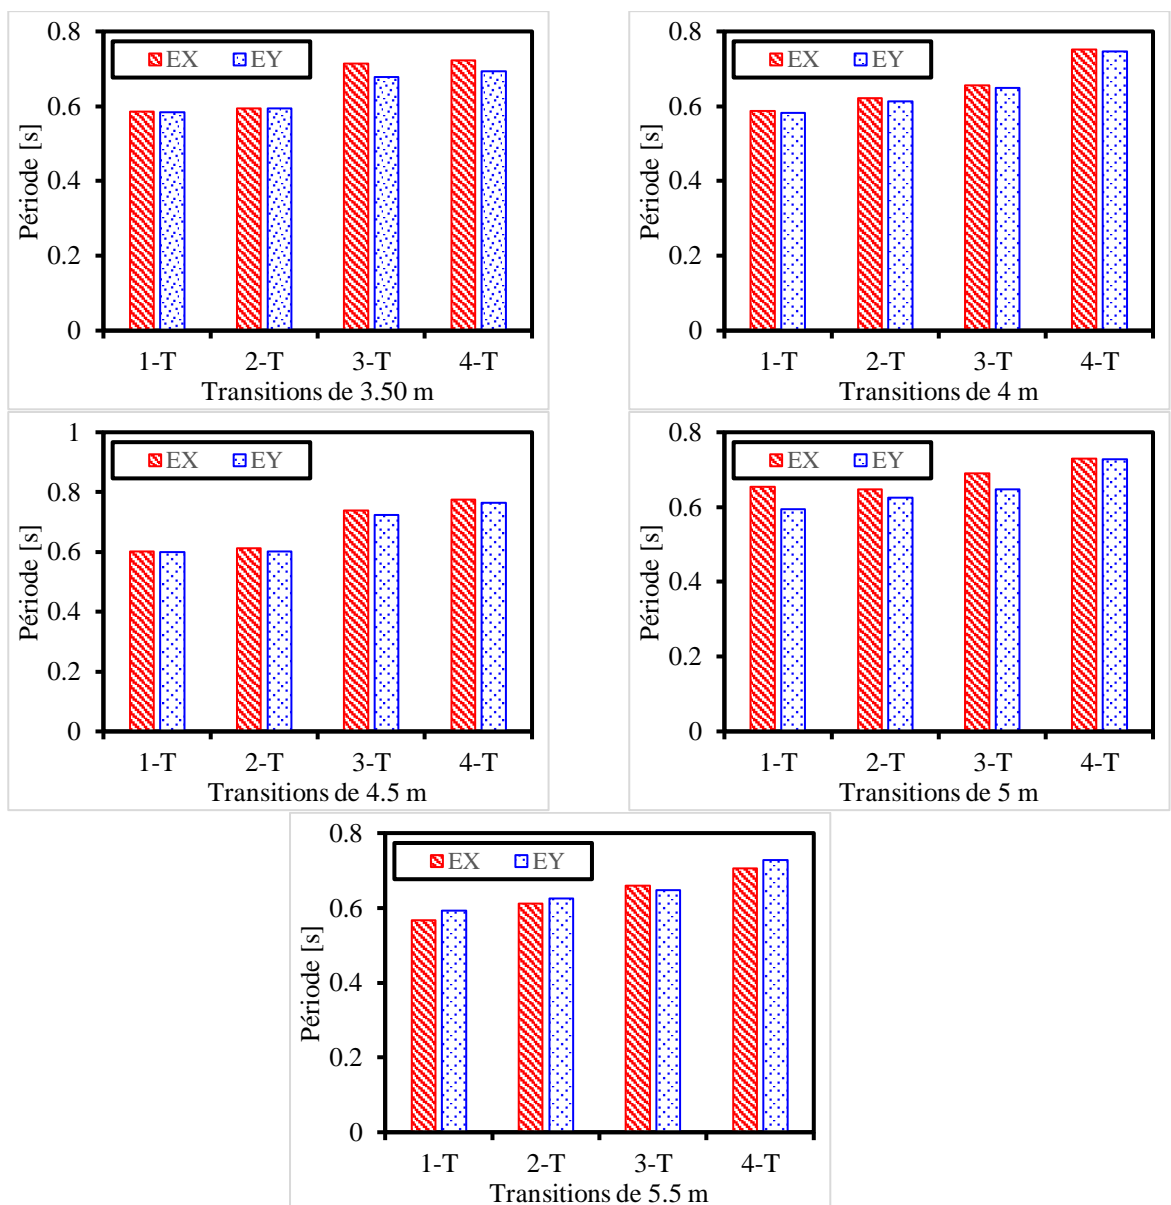 0.8
0.6
0.4
0.2
0
Période [s]
EX EY
1-T 2-T 3-T 4-T
Transitions de 3.50 m
0.8
0.6
0.4
0.2
0
Période [s]
EX EY
1-T 2-T 3-T 4-T
Transitions de 4 m
1
0.8
0.6
0.4
0.2
0
Période [s]
EX EY
1-T 2-T 3-T 4-T
Transitions de 4.5 m
0.8
0.6
0.4
0.2
0
Période [s]
EX EY
1-T 2-T 3-T 4-T
Transitions de 5 m
0.8
0.6
0.4
0.2
0
Période [s]
EX EY
1-T 2-T 3-T 4-T
Transitions de 5.5 m